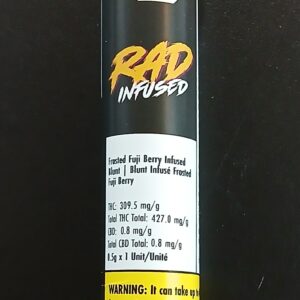 RAD
INFUSED
Frosted Fuji Berry Infused
Blunt | Blunt Infusé Frosted
Fuji Berry
THC: 309.5 mg/g
Total THC Total: 427.0 mg/g
CBD: 0.8 mg/g
Total CBD Total: 0.8 mg/g
0.5g x 1 Unit/Unité
WARNING: It can take up to